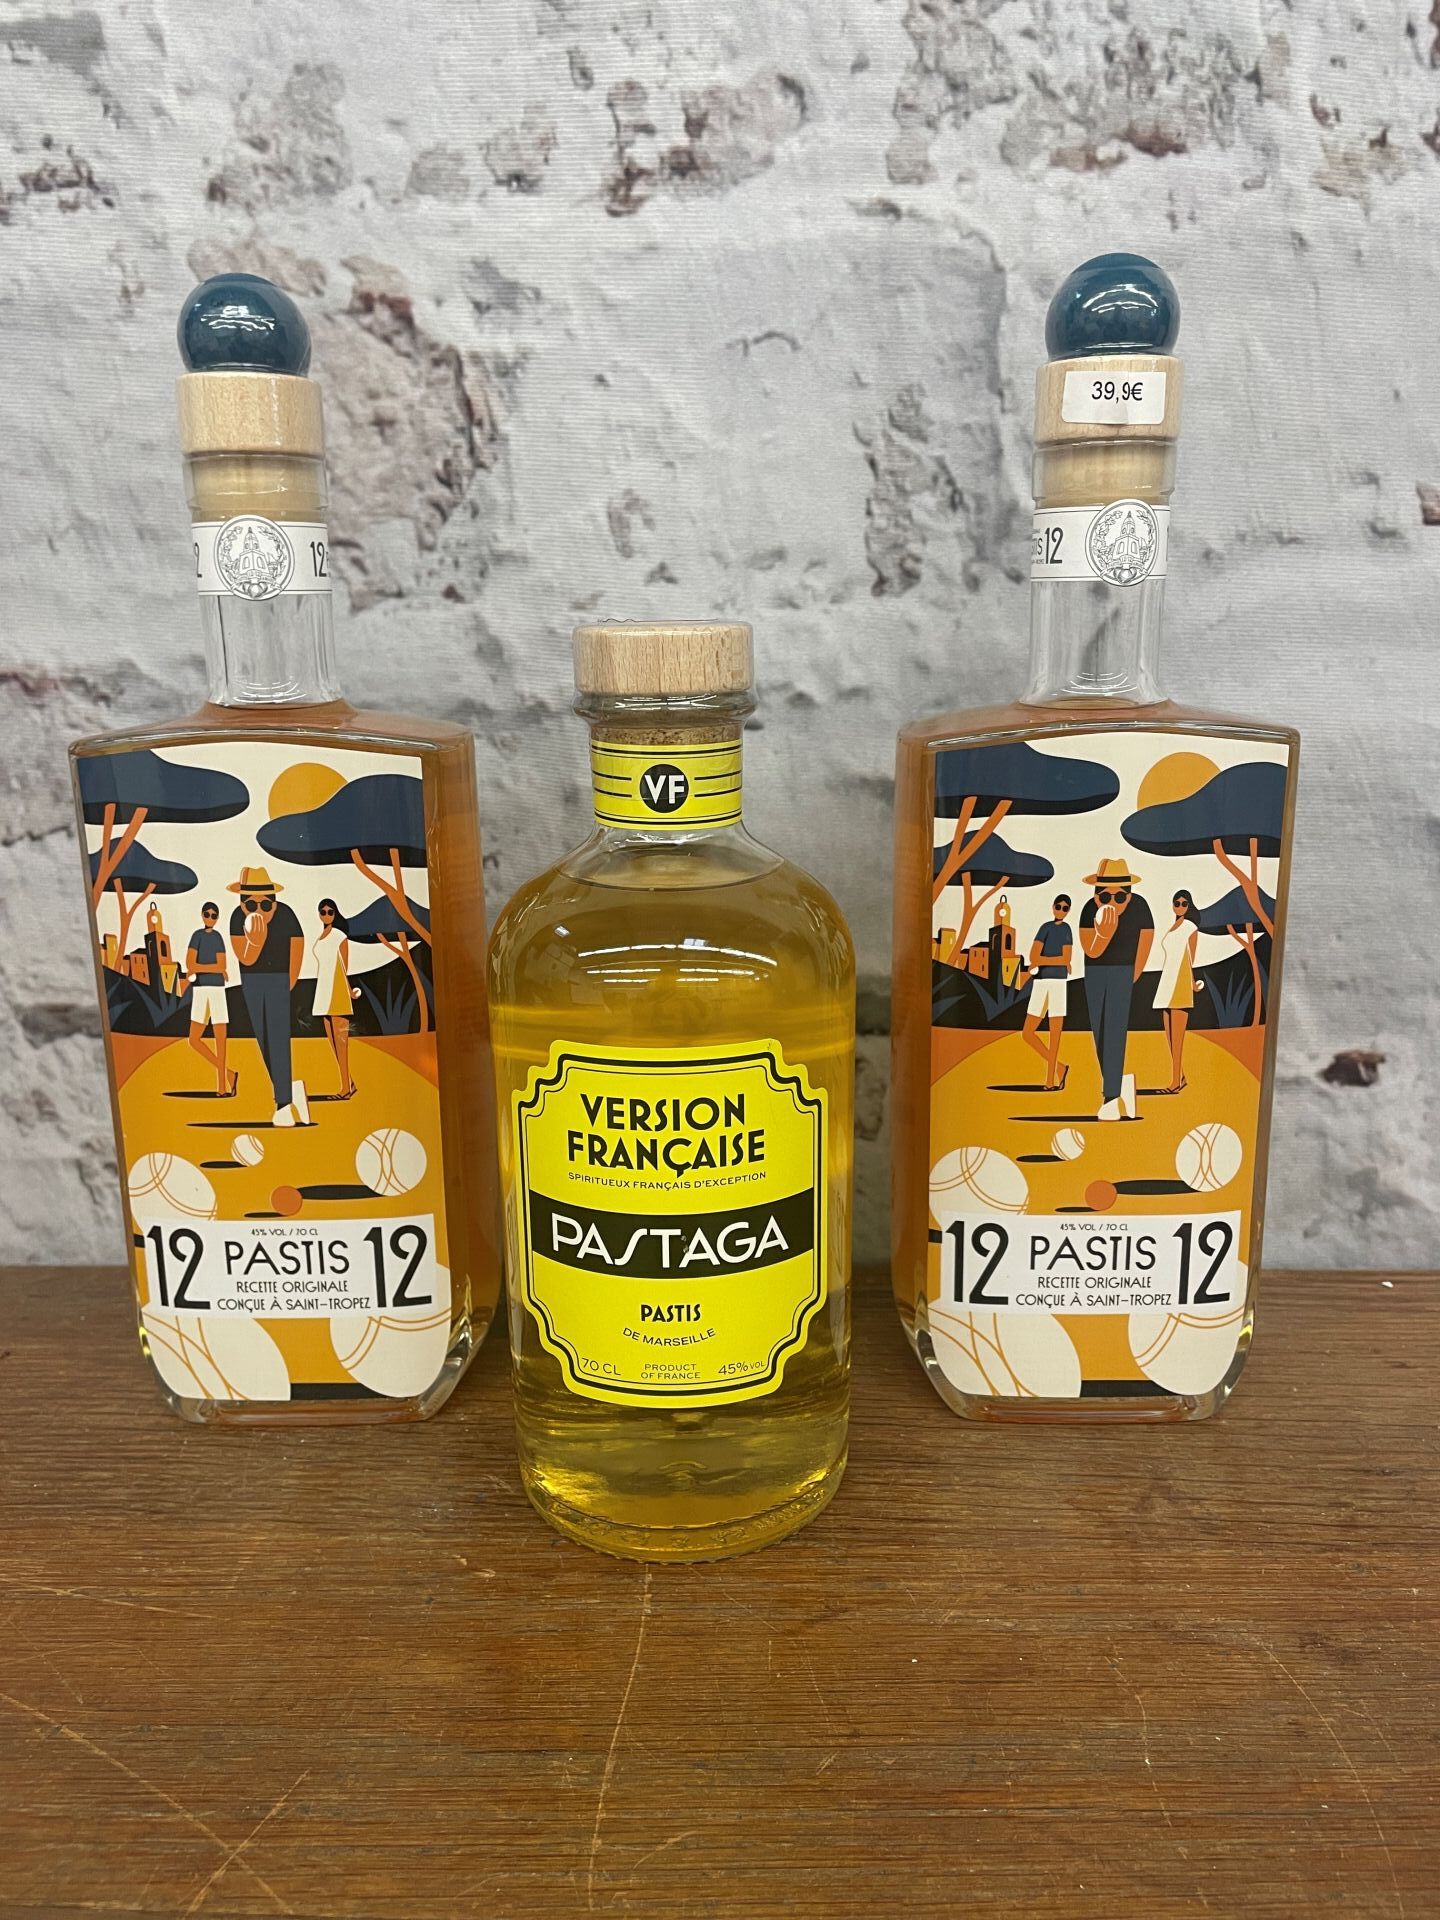 39,9€
2
12
STIS 12
VF
VERSION
FRANÇAISE
SPIRITUEUX FRANÇAIS D'EXCEPTION
PASTAGA
PASTIS
DE MARSEILLE
70 CL
PRODUCT
OF FRANCE
45% VOL
45% VOL / 70 CL
12 PASTIS 12
RECETTE ORIGINALE
CONÇUE À SAINT-TROPEZ
45% VOL / 70 CL
12 PASTIS 12
RECETTE ORIGINALE
CONÇUE À SAINT-TROPEZ